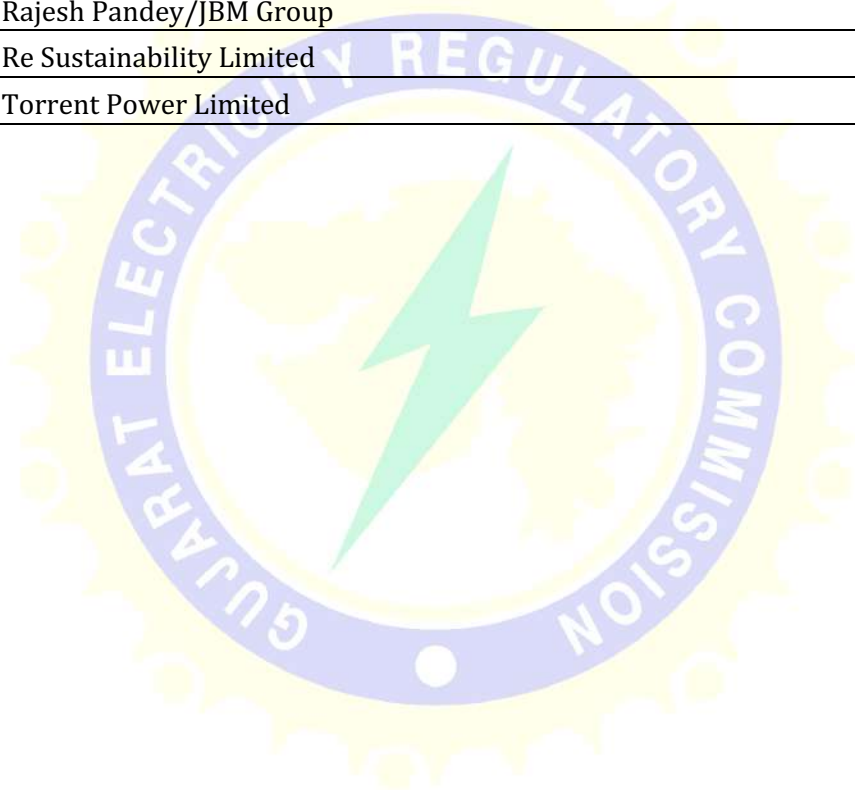 Rajesh Pandey/JBM Group
Re Sustainability Limited
Torrent Power Limited
GUJARAT ELECTRICITY REGULATORY COMMISSION